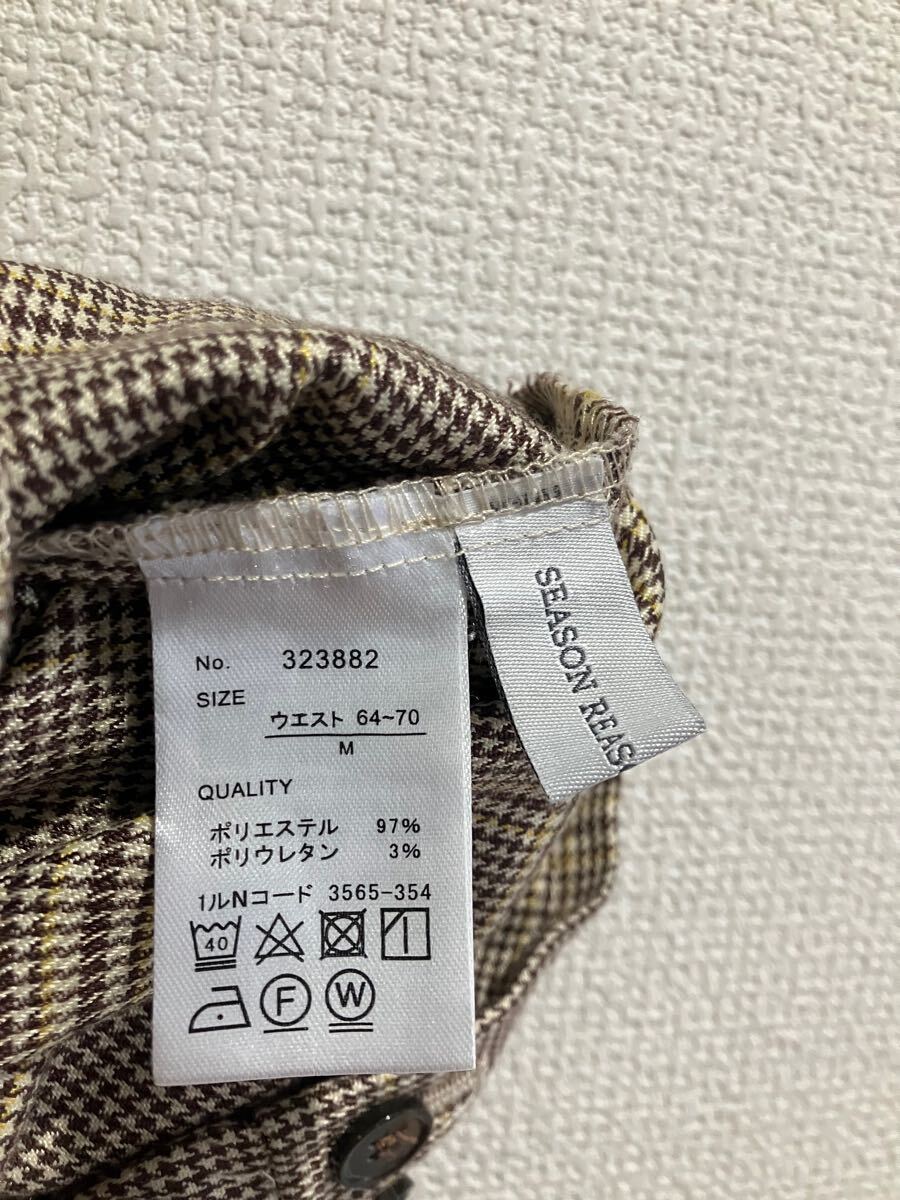 No. 323882
SIZE
ウエスト 64~70
M
QUALITY
ポリエステル 97%
ポリウレタン 3%
1ルNコード 3565-354
40
F W
SEASON REASO